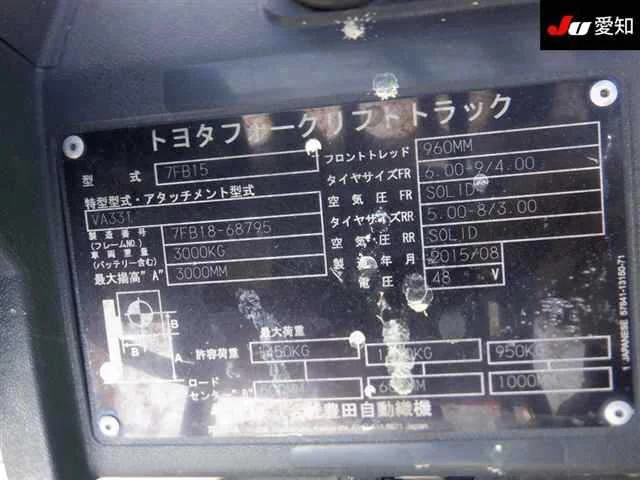 Ju 愛知
トヨタフォークリフトトラック
型式 7FB15
特型型式・アタッチメント型式
VA331
製造番号 (フレームNO.) 7FB18-68795
車両重量 (バッテリー含む) 3000KG
最大揚高"A" 3000MM
フロントトレッド 960MM
タイヤサイズFR 6.00-9/4.00
空気圧 FR SOLID
タイヤサイズRR 5.00-8/3.00
空気圧 RR SOLID
製 年月 2015/08
電圧 48 V
B
B
A
最大荷重
許容荷重 1450KG KG 950KG
ロード
センター"B" 1000MM
豊田自動織機
1 JAPANESE 57641-13150-71